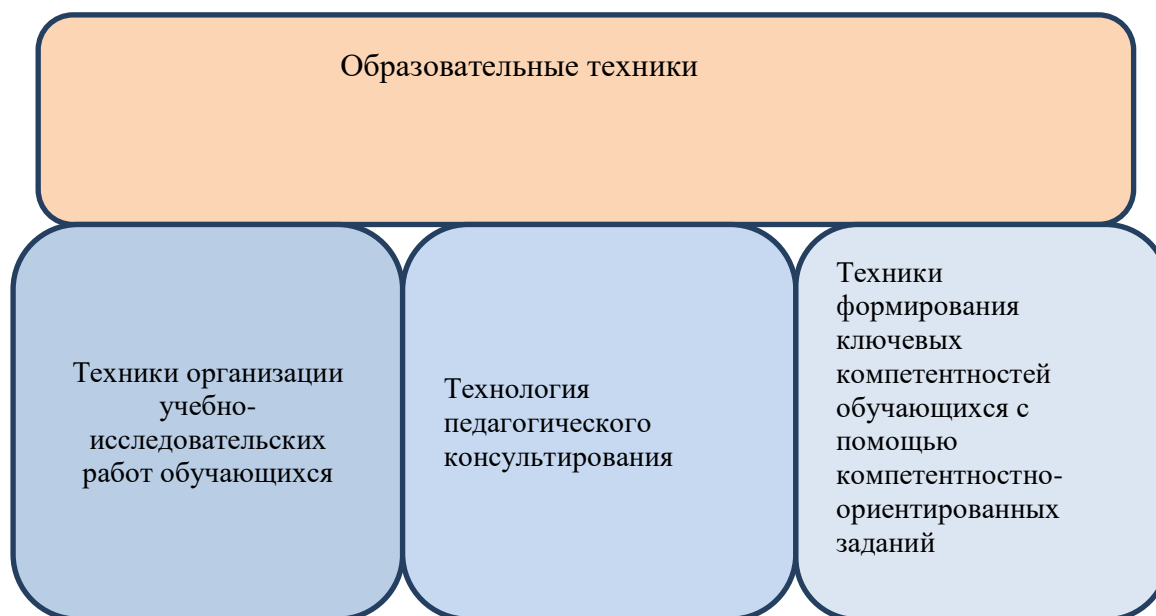 Образовательные техники
Техники организации
учебно-
исследовательских
работ обучающихся
Технология
педагогического
консультирования
Техники
формирования
ключевых
компетентностей
обучающихся с
помощью
компетентностно-
ориентированных
заданий